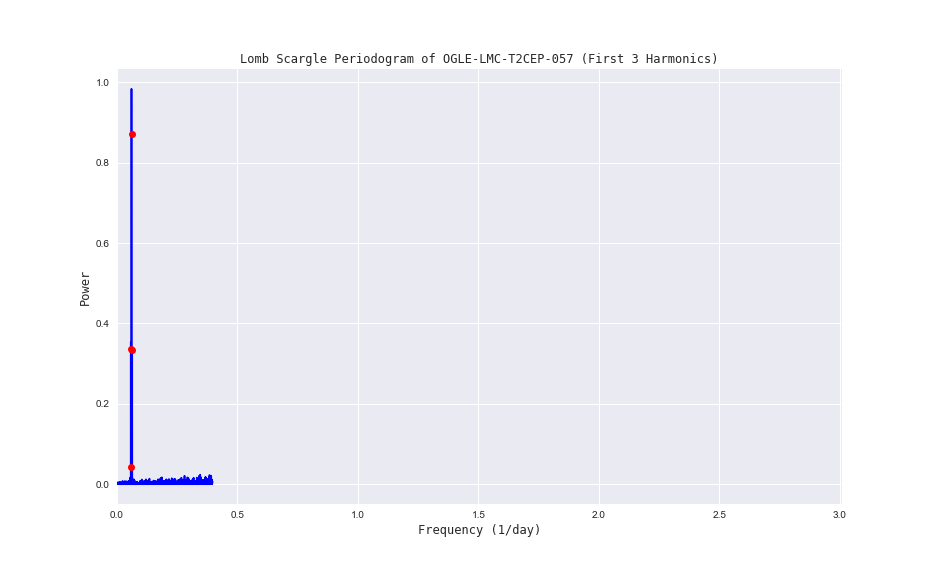 Lomb Scargle Periodogram of OGLE-LMC-T2CEP-057 (First 3 Harmonics)
1.0
0.8
0.6
0.4
0.2
0.0
Power
0.0 0.5 1.0 1.5 2.0 2.5 3.0
Frequency (1/day)